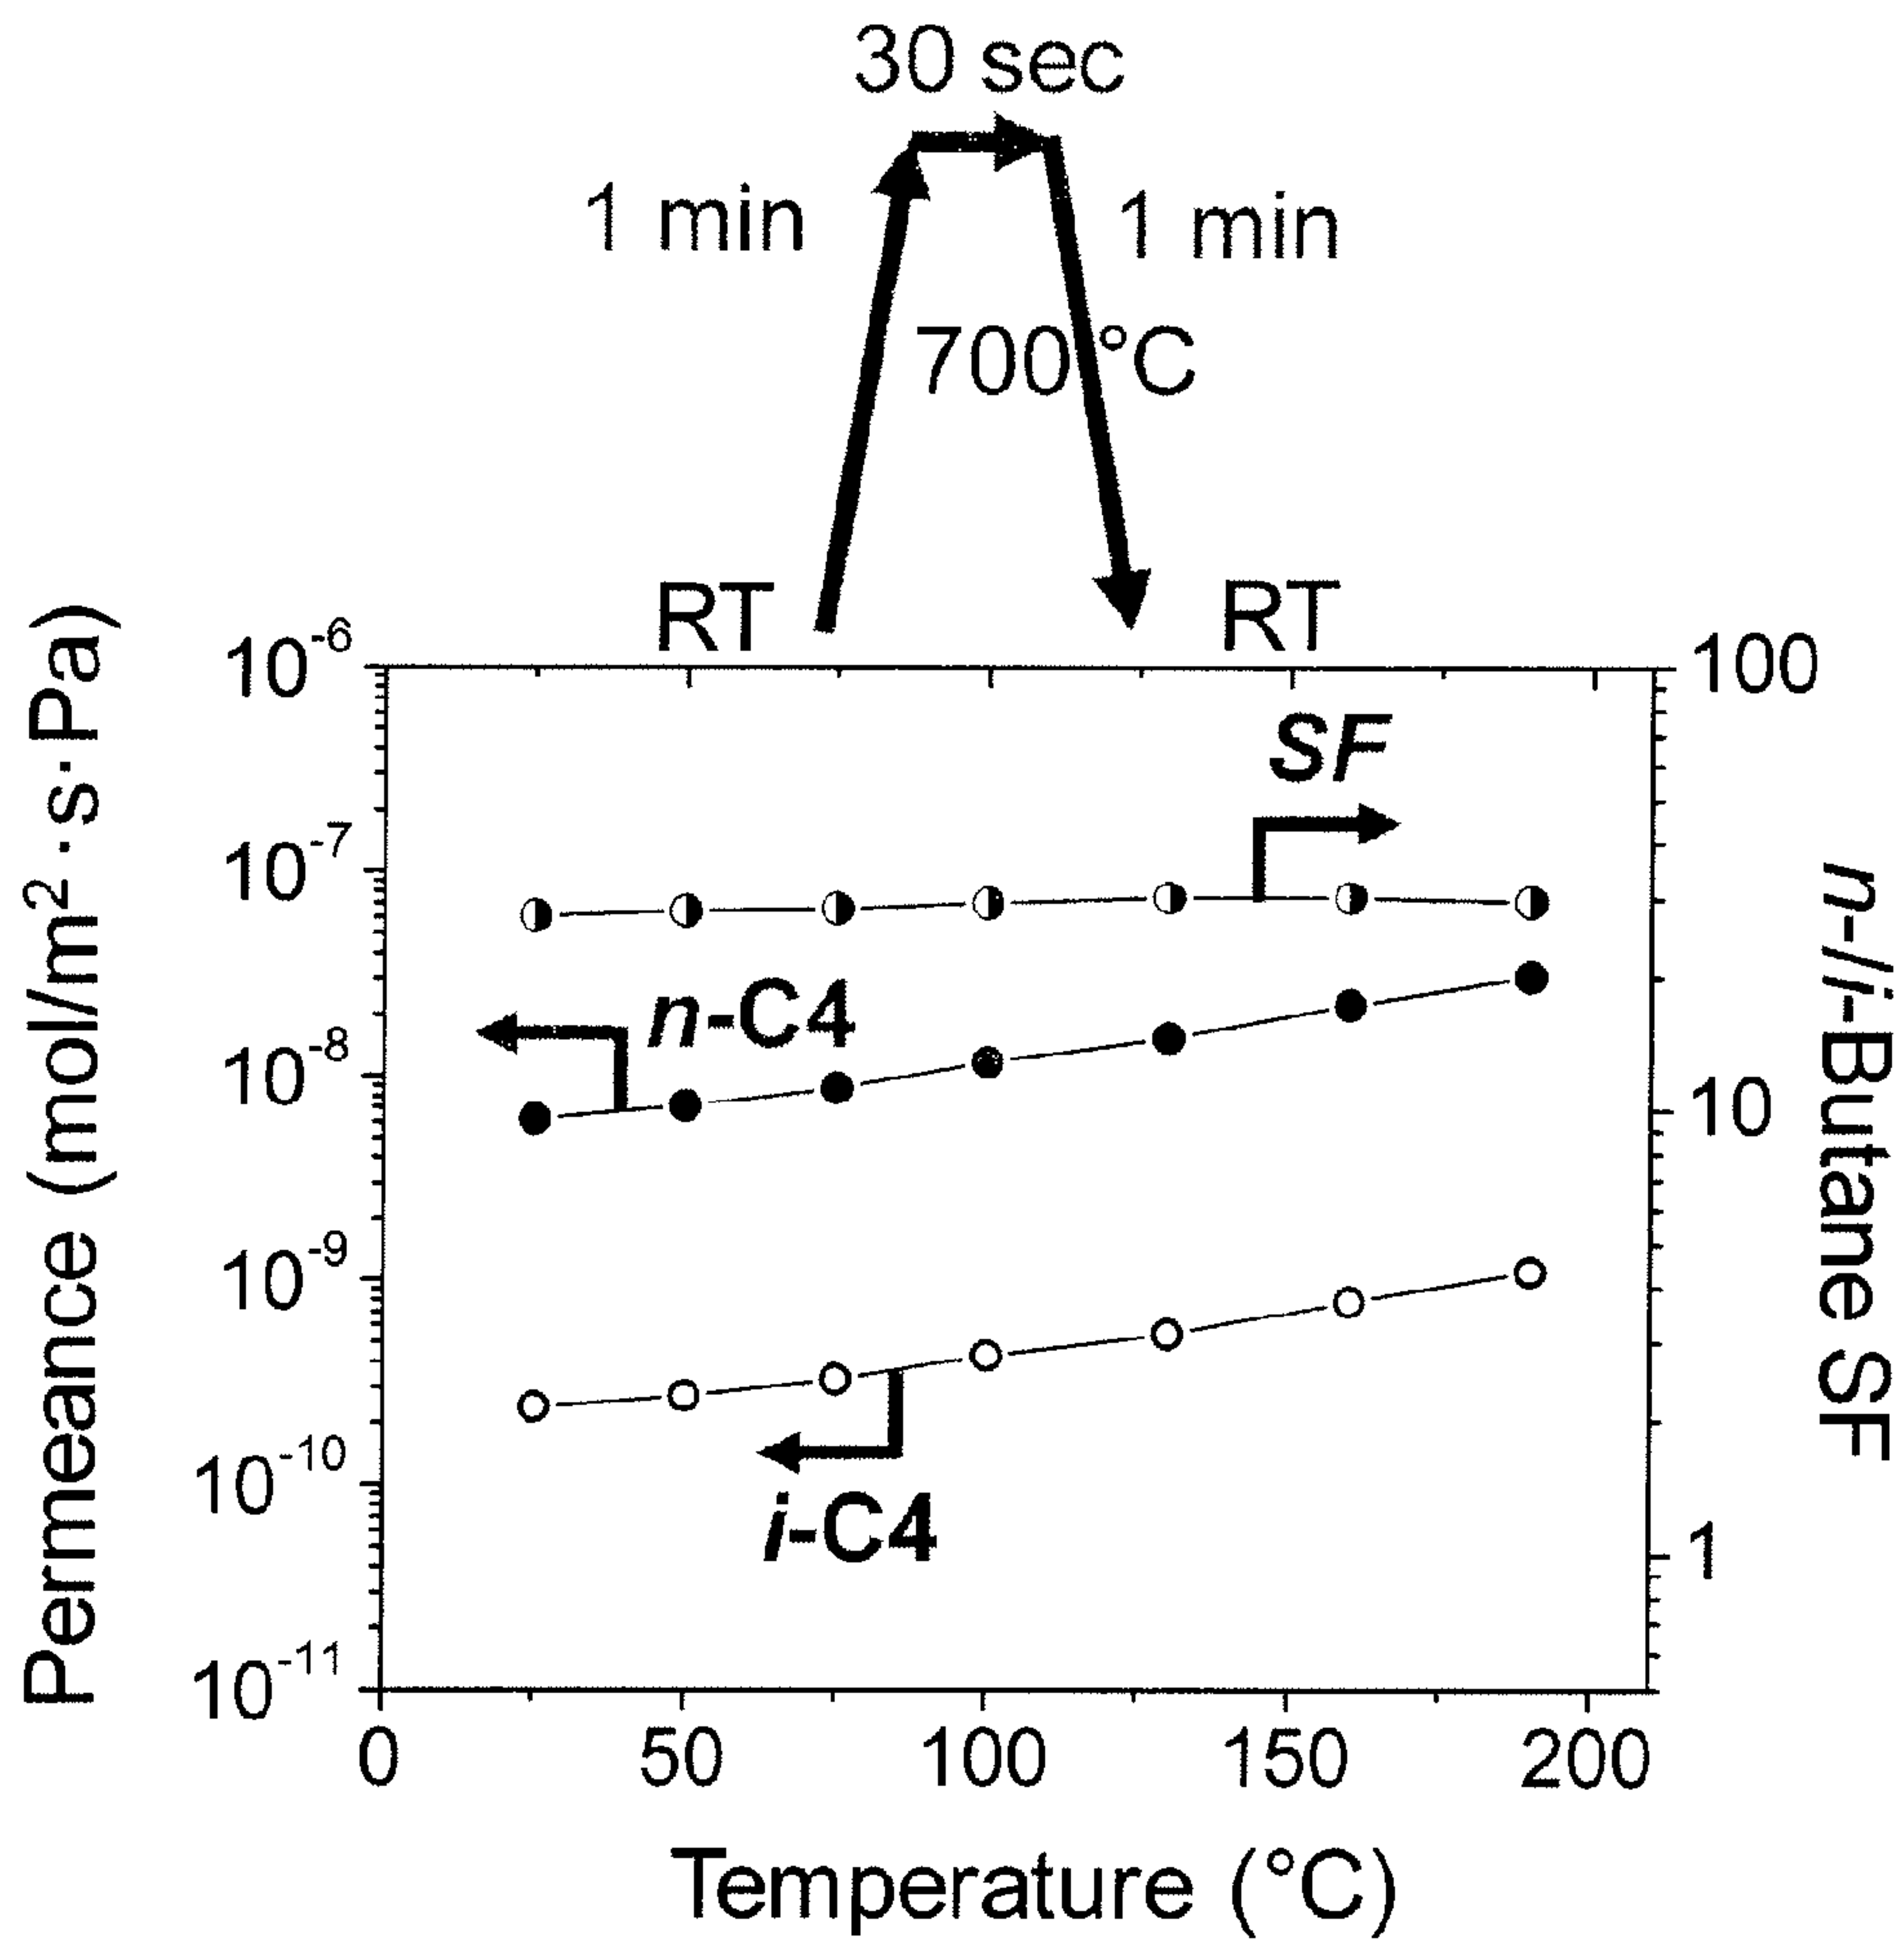 30 sec
1 min
1 min
700 °C
RT
RT
10-6
10-7
10-8
10-9
10-10
10-11
Permeance (mol/m2·s·Pa)
SF
n-C4
i-C4
100
10
1
n-/i-Butane SF
0
50
100
150
200
Temperature (°C)